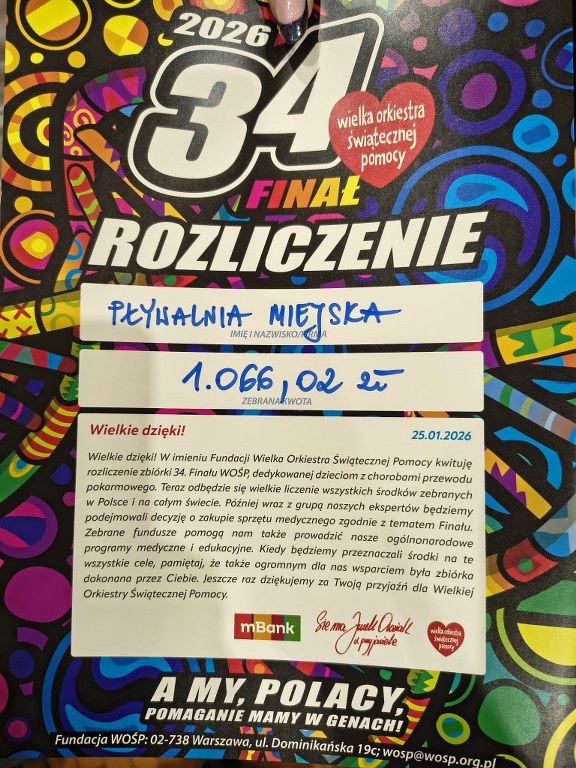 2026
34
wielka orkiestra
świątecznej
pomocy
FINAŁ
ROZLICZENIE
PŁYWALNIA MIEJSKA
IMIĘ I NAZWISKO/FIRMA
1.066,02 zł
ZEBRANA KWOTA
Wielkie dzięki!
25.01.2026
Wielkie dzięki! W imieniu Fundacji Wielka Orkiestra Świątecznej Pomocy kwituję
rozliczenie zbiórki 34. Finału WOŚP, dedykowanej dzieciom z chorobami przewodu
pokarmowego. Teraz odbędzie się wielkie liczenie wszystkich środków zebranych
w Polsce i na całym świecie. Później wraz z grupą naszych ekspertów będziemy
podejmowali decyzję o zakupie sprzętu medycznego zgodnie z tematem Finału.
Zebrane fundusze pomogą nam także prowadzić nasze ogólnonarodowe
programy medyczne i edukacyjne. Kiedy będziemy przeznaczali środki na te
wszystkie cele, pamiętaj, że także ogromnym dla nas wsparciem była zbiórka
dokonana przez Ciebie. Jeszcze raz dziękujemy za Twoją przyjaźń dla Wielkiej
Orkiestry Świątecznej Pomocy.
mBank
Sie ma Jurek Owsiak
i przyjaciele
wielka orkiestra
świątecznej
pomocy
A MY, POLACY,
POMAGANIE MAMY W GENACH!
Fundacja WOŚP: 02-738 Warszawa, ul. Dominikańska 19c; wosp@wosp.org.pl